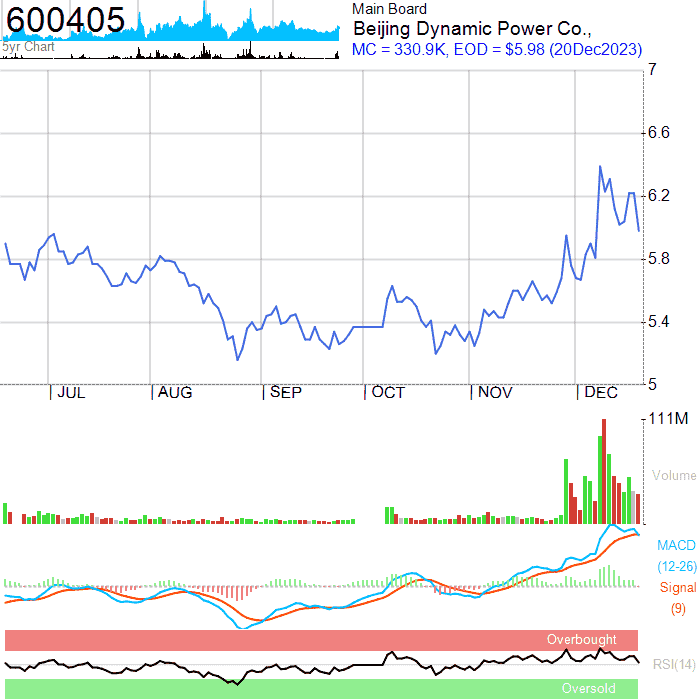 600405
5yr Chart
Main Board
Beijing Dynamic Power Co.,
MC = 330.9K, EOD = $5.98 (20Dec2023)
7
6.6
6.2
5.8
5.4
5
JUL AUG SEP OCT NOV DEC
111M
Volume
MACD
(12-26)
Signal
(9)
Overbought
RSI(14)
Oversold